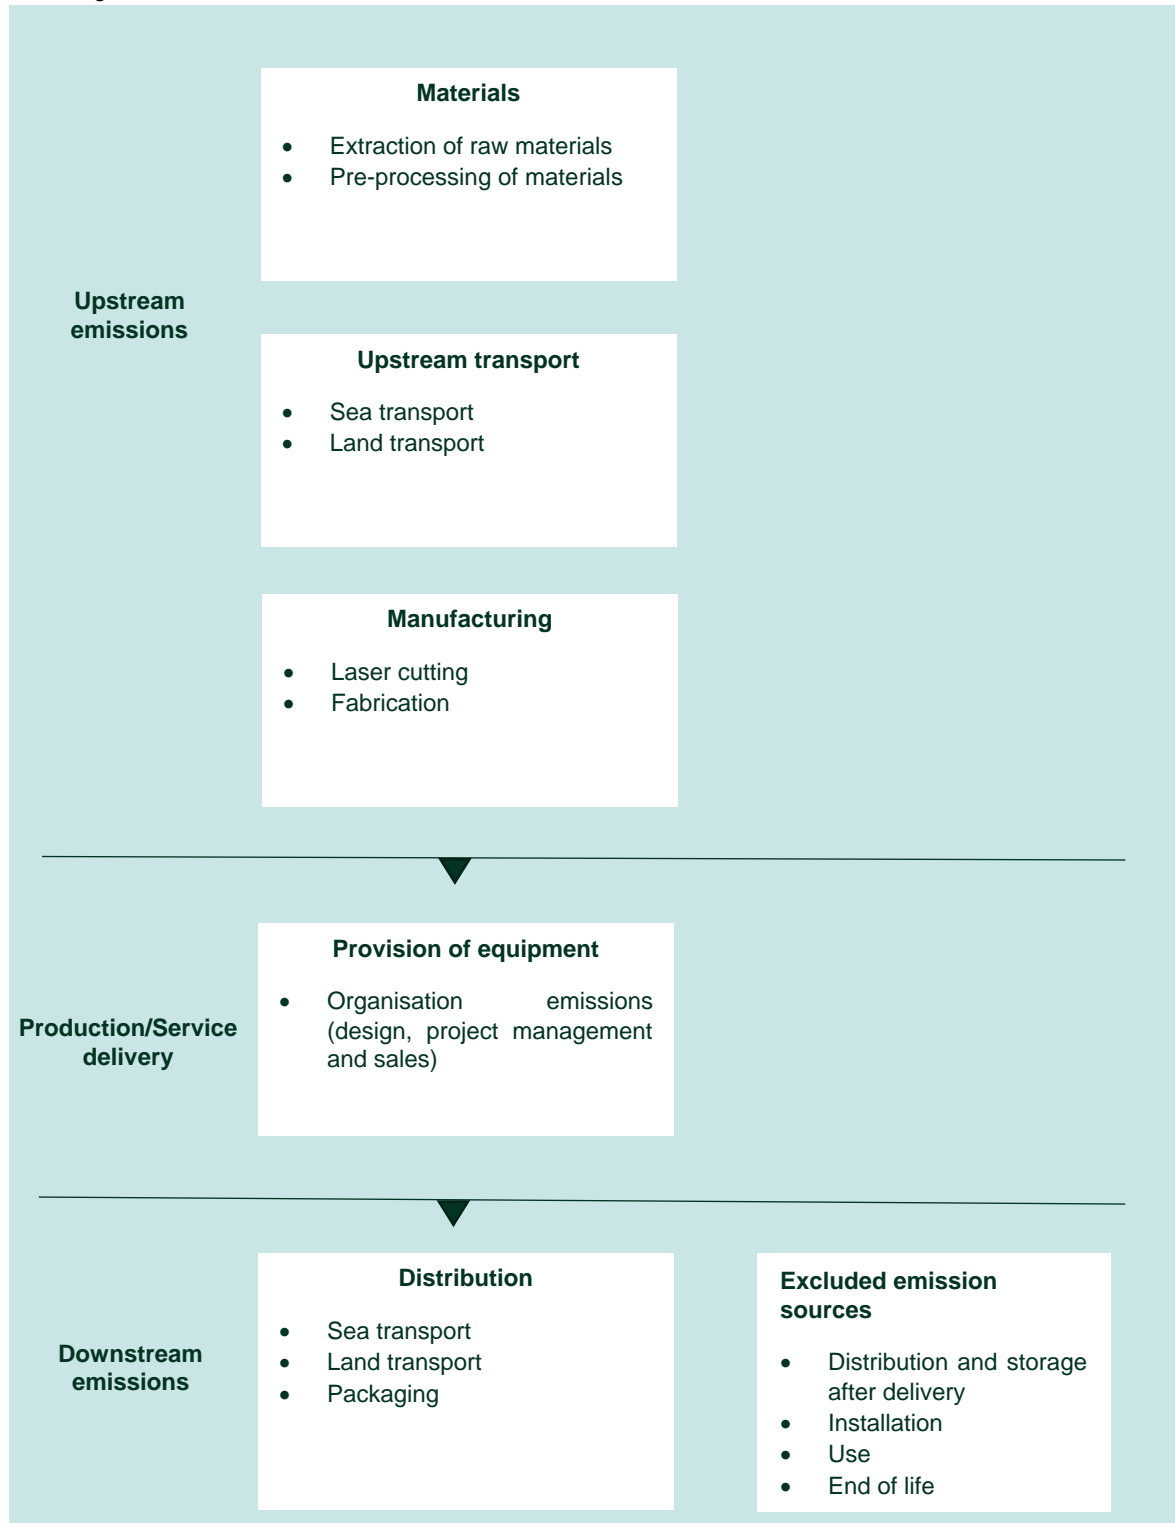 Materials
• Extraction of raw materials
• Pre-processing of materials
Upstream
emissions
Upstream transport
• Sea transport
• Land transport
Manufacturing
• Laser cutting
• Fabrication
Provision of equipment
• Organisation emissions
(design, project management
and sales)
Production/Service
delivery
Distribution
• Sea transport
• Land transport
• Packaging
Downstream
emissions
Excluded emission
sources
• Distribution and storage
after delivery
• Installation
• Use
• End of life